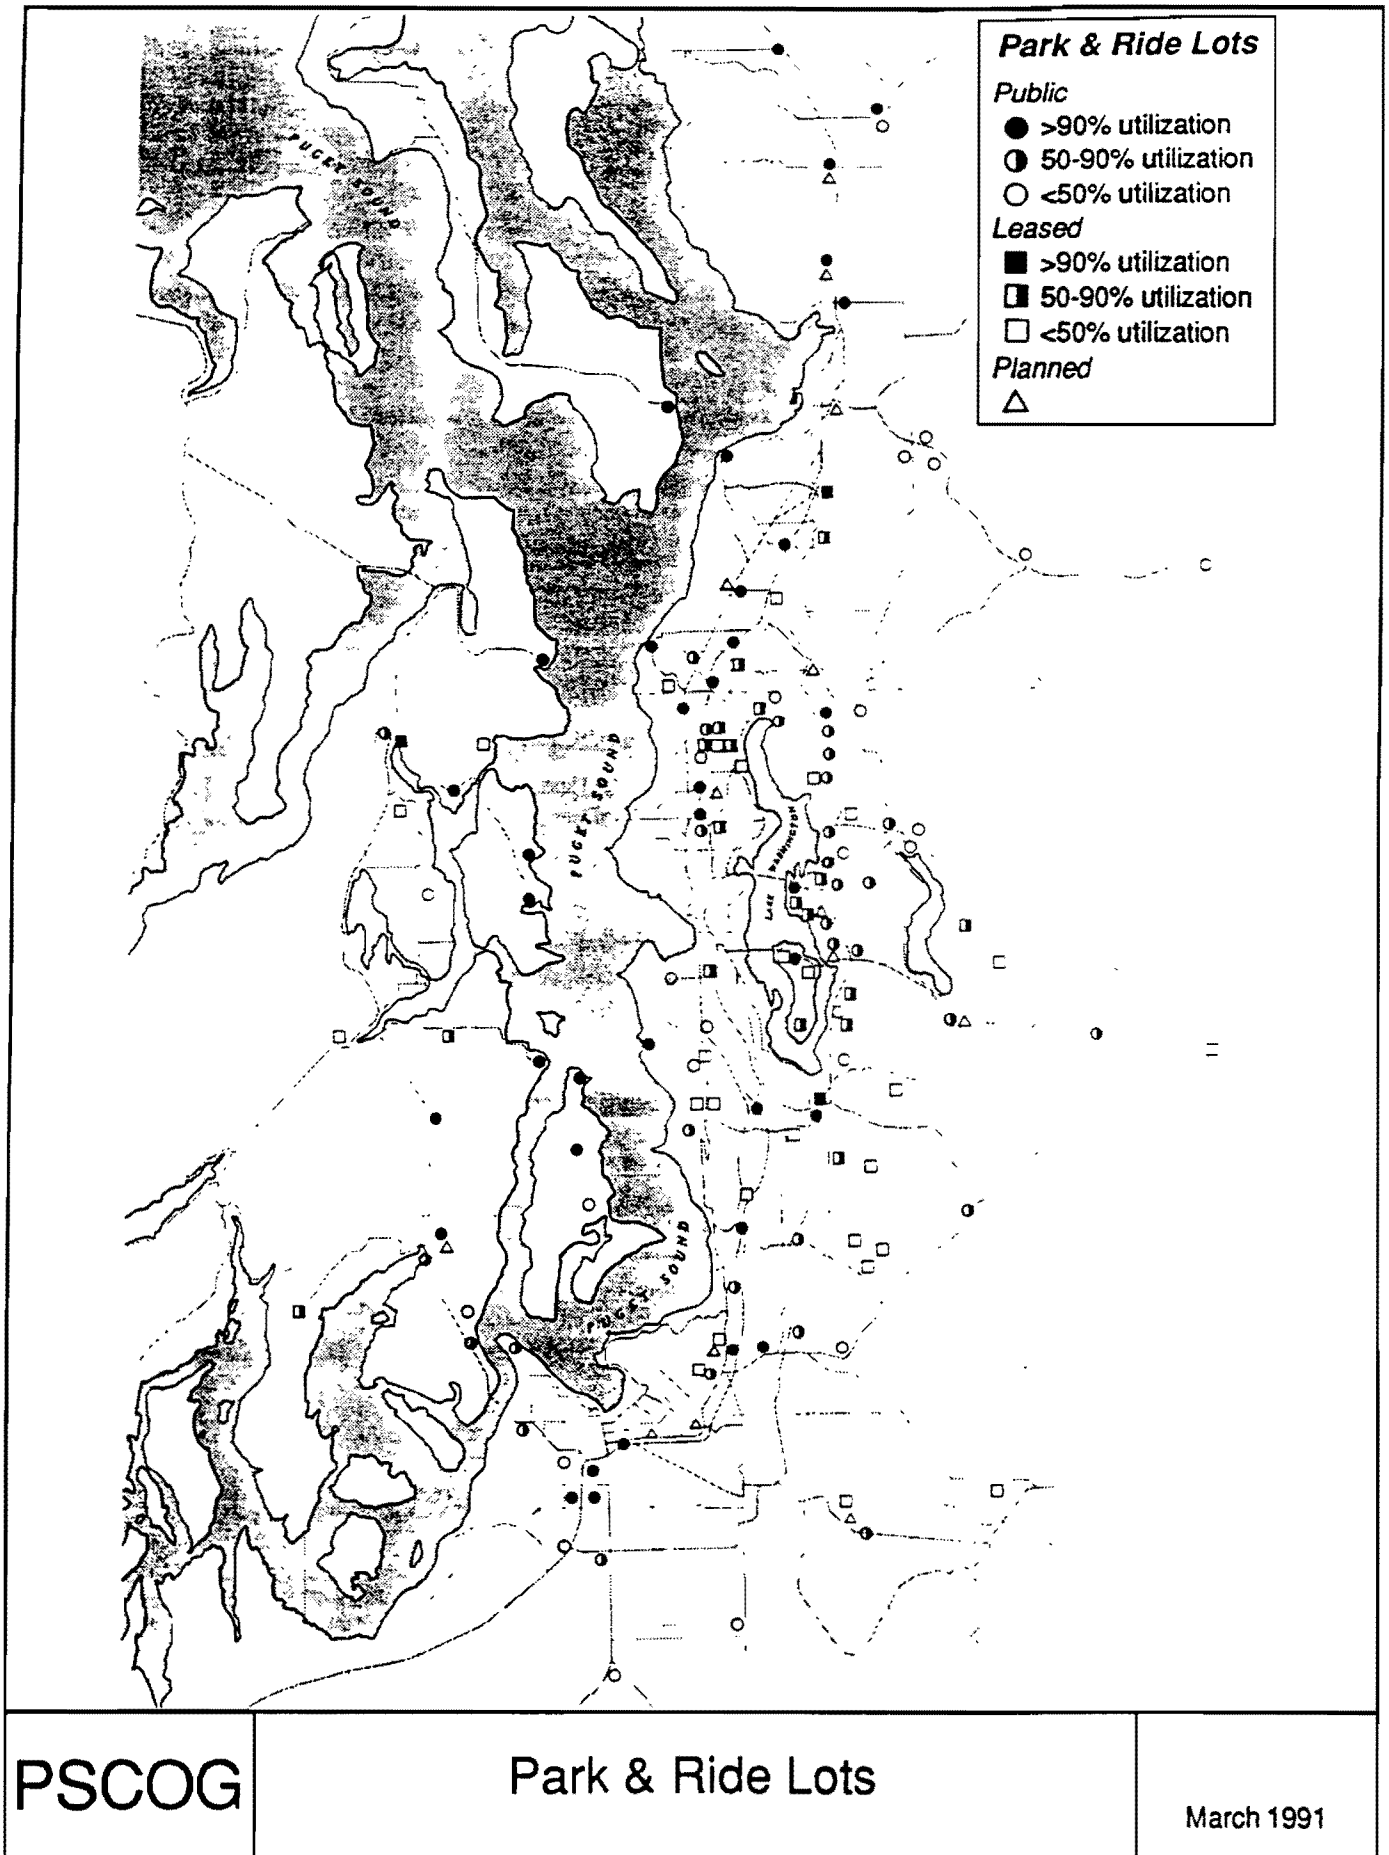 Park & Ride Lots
Public
>90% utilization
50-90% utilization
<50% utilization
Leased
>90% utilization
50-90% utilization
<50% utilization
Planned
PUGET SOUND
PUGET SOUND
LAKE WASHINGTON
PUGET SOUND
PSCOG
Park & Ride Lots
March 1991